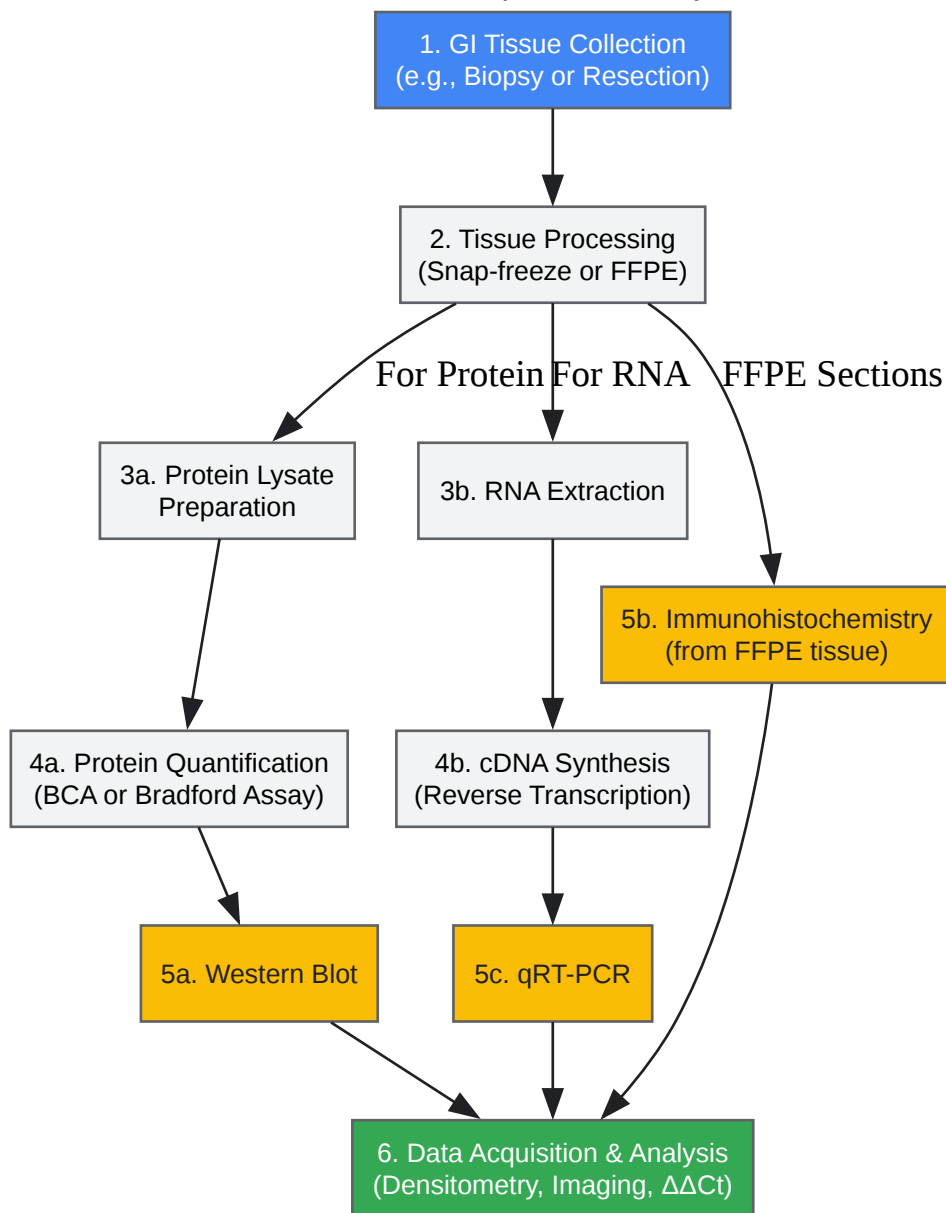 1. GI Tissue Collection
(e.g., Biopsy or Resection)
2. Tissue Processing
(Snap-freeze or FFPE)
For Protein
For RNA
FFPE Sections
3a. Protein Lysate
Preparation
3b. RNA Extraction
5b. Immunohistochemistry
(from FFPE tissue)
4a. Protein Quantification
(BCA or Bradford Assay)
4b. cDNA Synthesis
(Reverse Transcription)
5a. Western Blot
5c. qRT-PCR
6. Data Acquisition & Analysis
(Densitometry, Imaging, ΔΔCt)